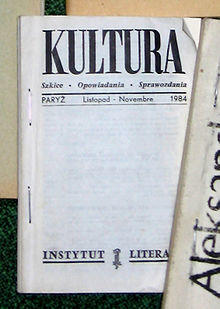 KULTURA
Szkice • Opowiadania • Sprawozdania
PARYŻ Listopad - Novembre 1984
INSTYTUT LITERA
Aleksand